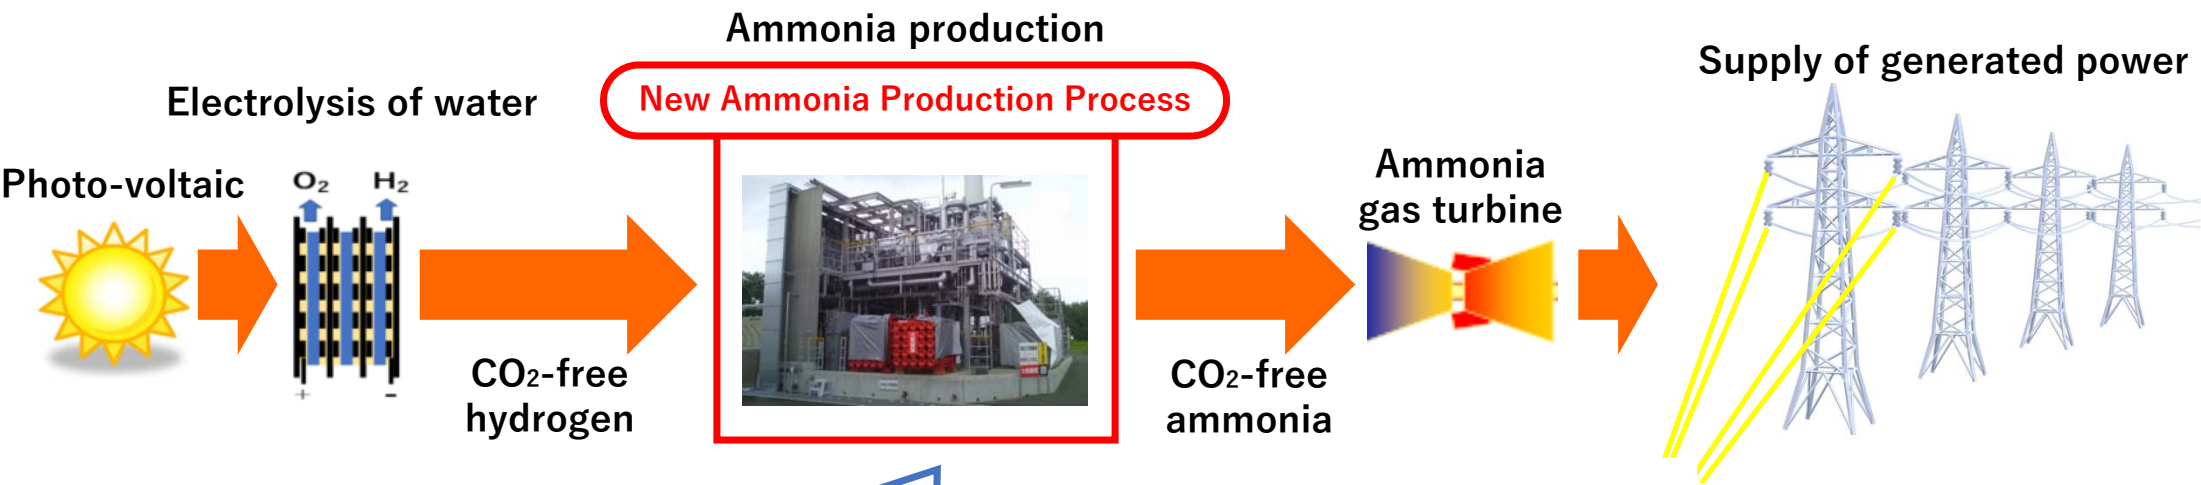 Ammonia production
New Ammonia Production Process
Supply of generated power
Electrolysis of water
Photo-voltaic
O₂
H₂
Ammonia
gas turbine
CO₂-free
hydrogen
CO₂-free
ammonia
+
-